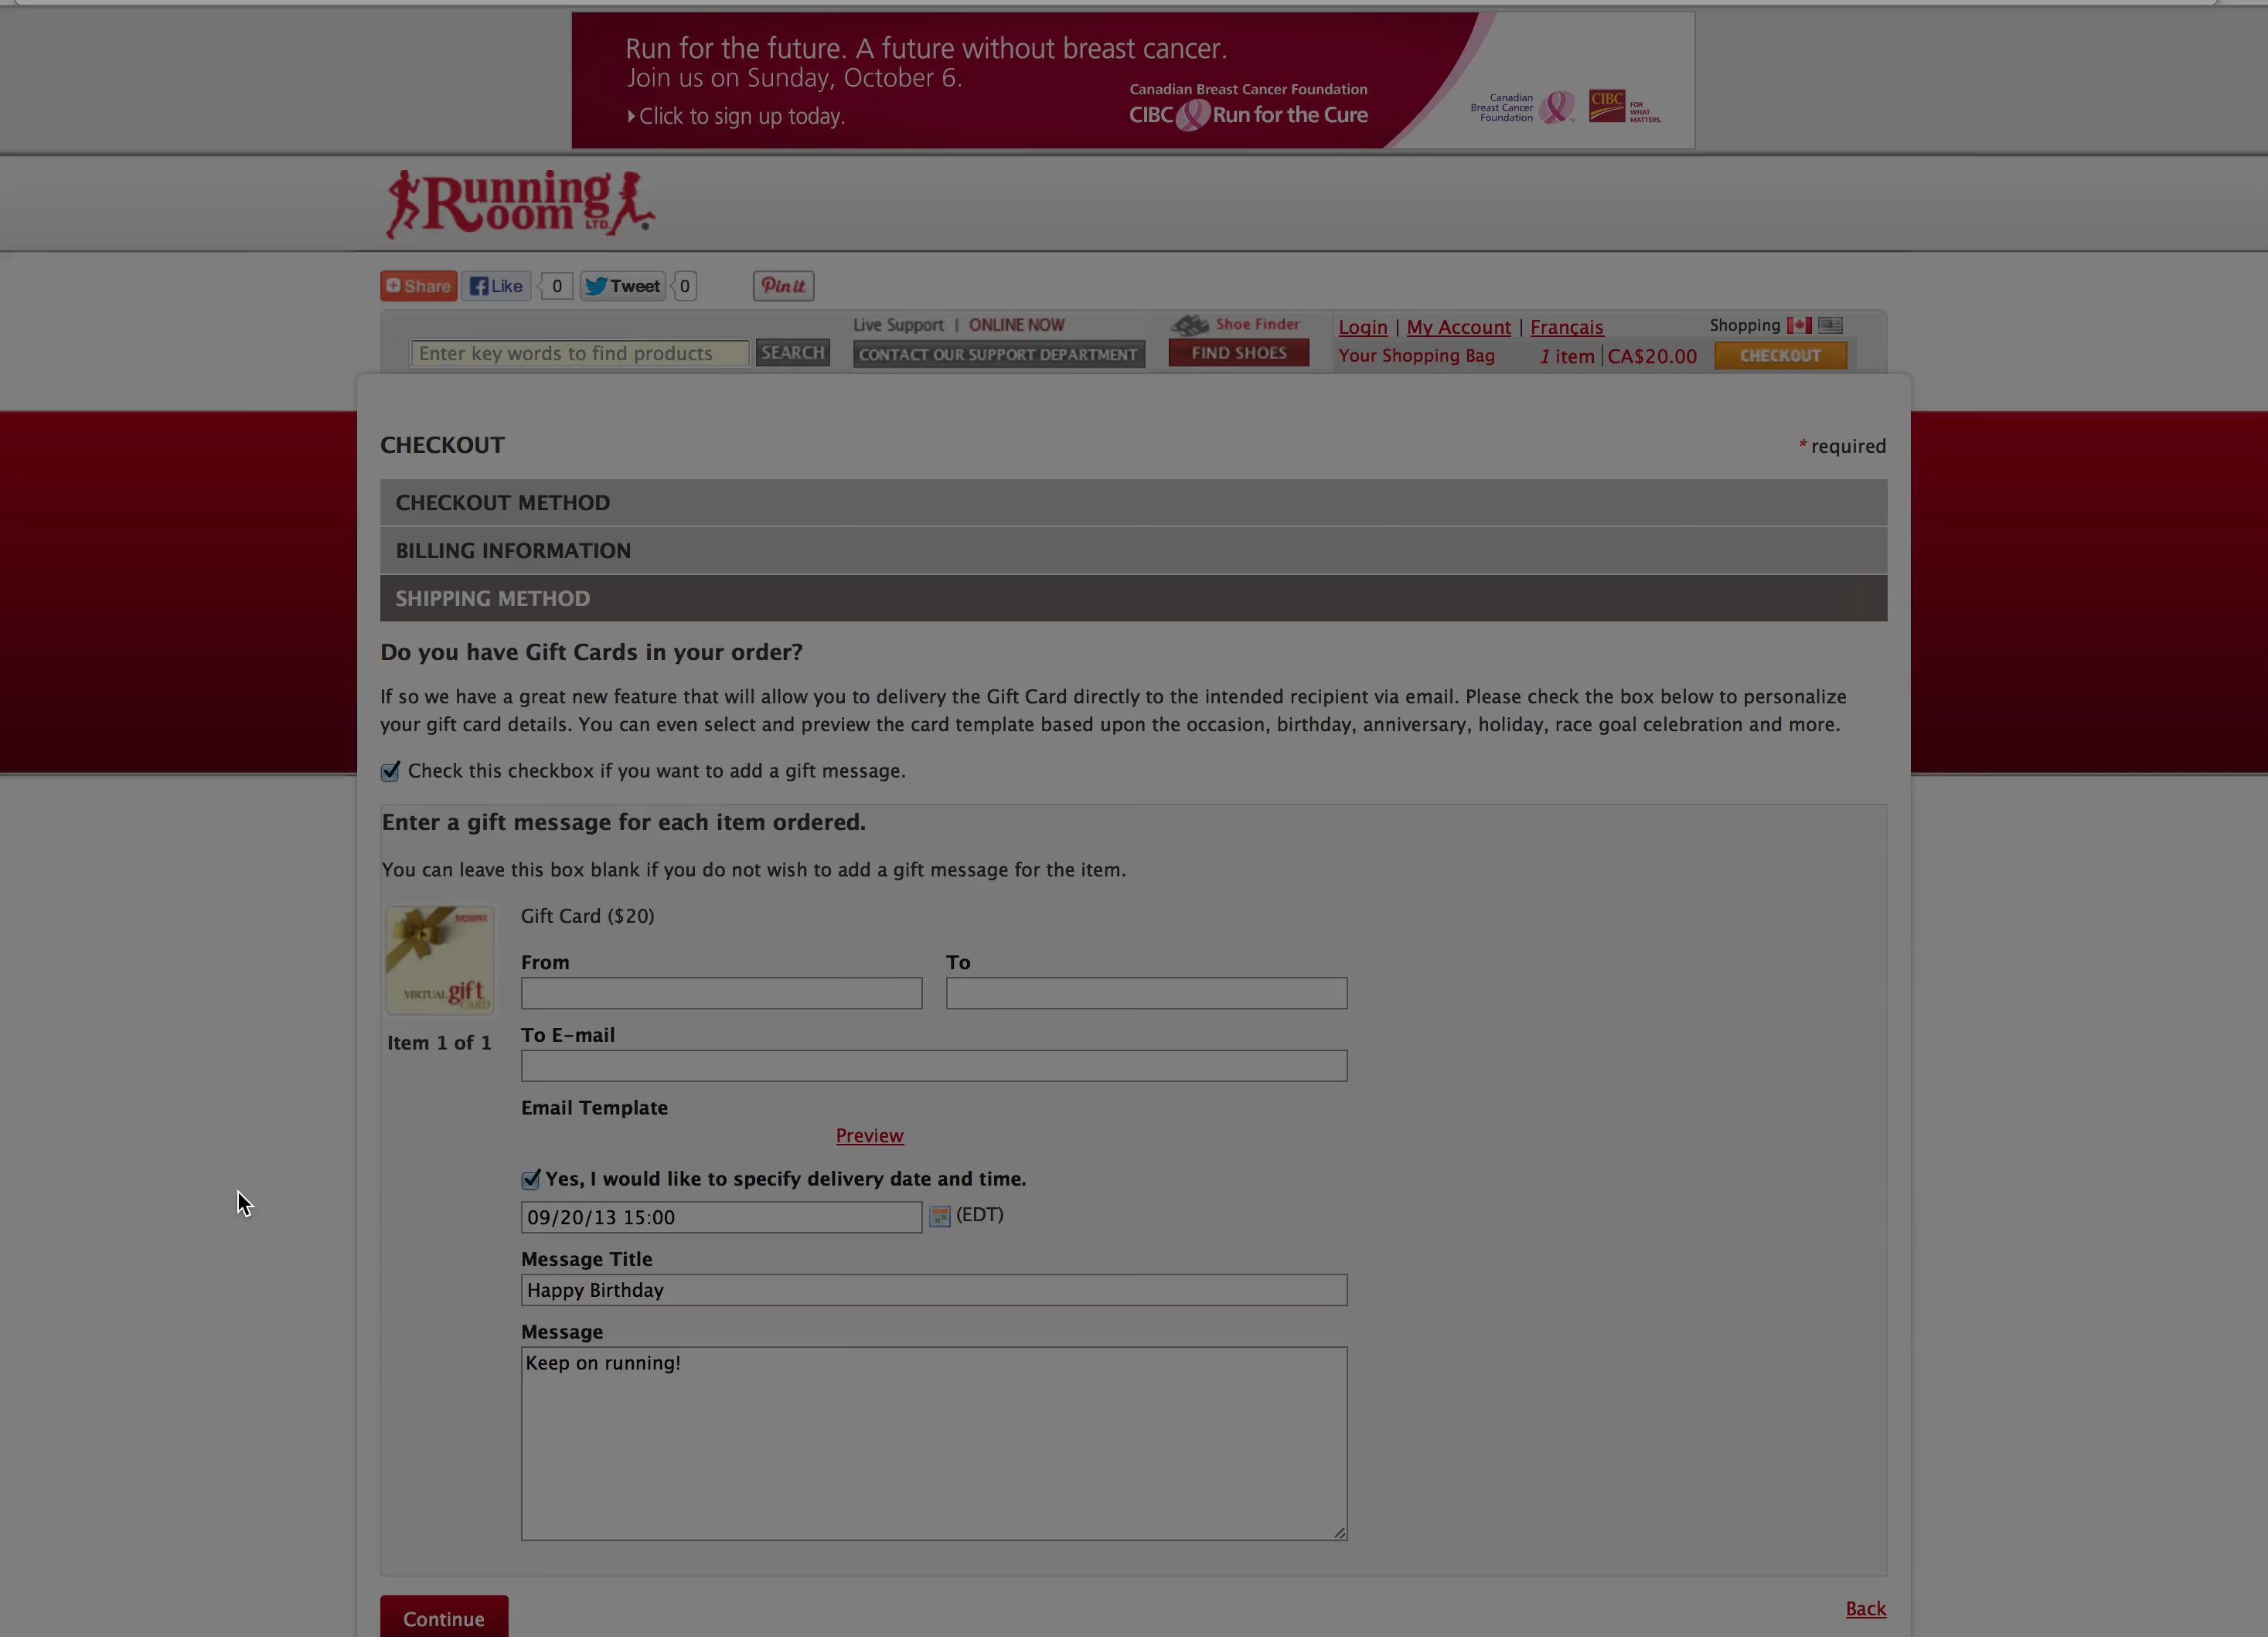 Run for the future. A future without breast cancer.
Join us on Sunday, October 6.
Click to sign up today.
Canadian Breast Cancer Foundation
CIBC Run for the Cure
Canadian
Breast Cancer
Foundation
CIBC
FOR
WHAT
MATTERS.
Running
Room
LTD.
Share
Like
0
Tweet
0
Pin it
Live Support | ONLINE NOW
Shoe Finder
Login | My Account | Français
Shopping
Enter key words to find products
SEARCH
CONTACT OUR SUPPORT DEPARTMENT
FIND SHOES
Your Shopping Bag
1 item | CA$20.00
CHECKOUT
CHECKOUT
* required
CHECKOUT METHOD
BILLING INFORMATION
SHIPPING METHOD
Do you have Gift Cards in your order?
If so we have a great new feature that will allow you to delivery the Gift Card directly to the intended recipient via email. Please check the box below to personalize
your gift card details. You can even select and preview the card template based upon the occasion, birthday, anniversary, holiday, race goal celebration and more.
Check this checkbox if you want to add a gift message.
Enter a gift message for each item ordered.
You can leave this box blank if you do not wish to add a gift message for the item.
VIRTUAL gift
CARD
Item 1 of 1
Gift Card ($20)
From
To
To E-mail
Email Template
Preview
Yes, I would like to specify delivery date and time.
09/20/13 15:00
(EDT)
Message Title
Happy Birthday
Message
Keep on running!
Continue
Back